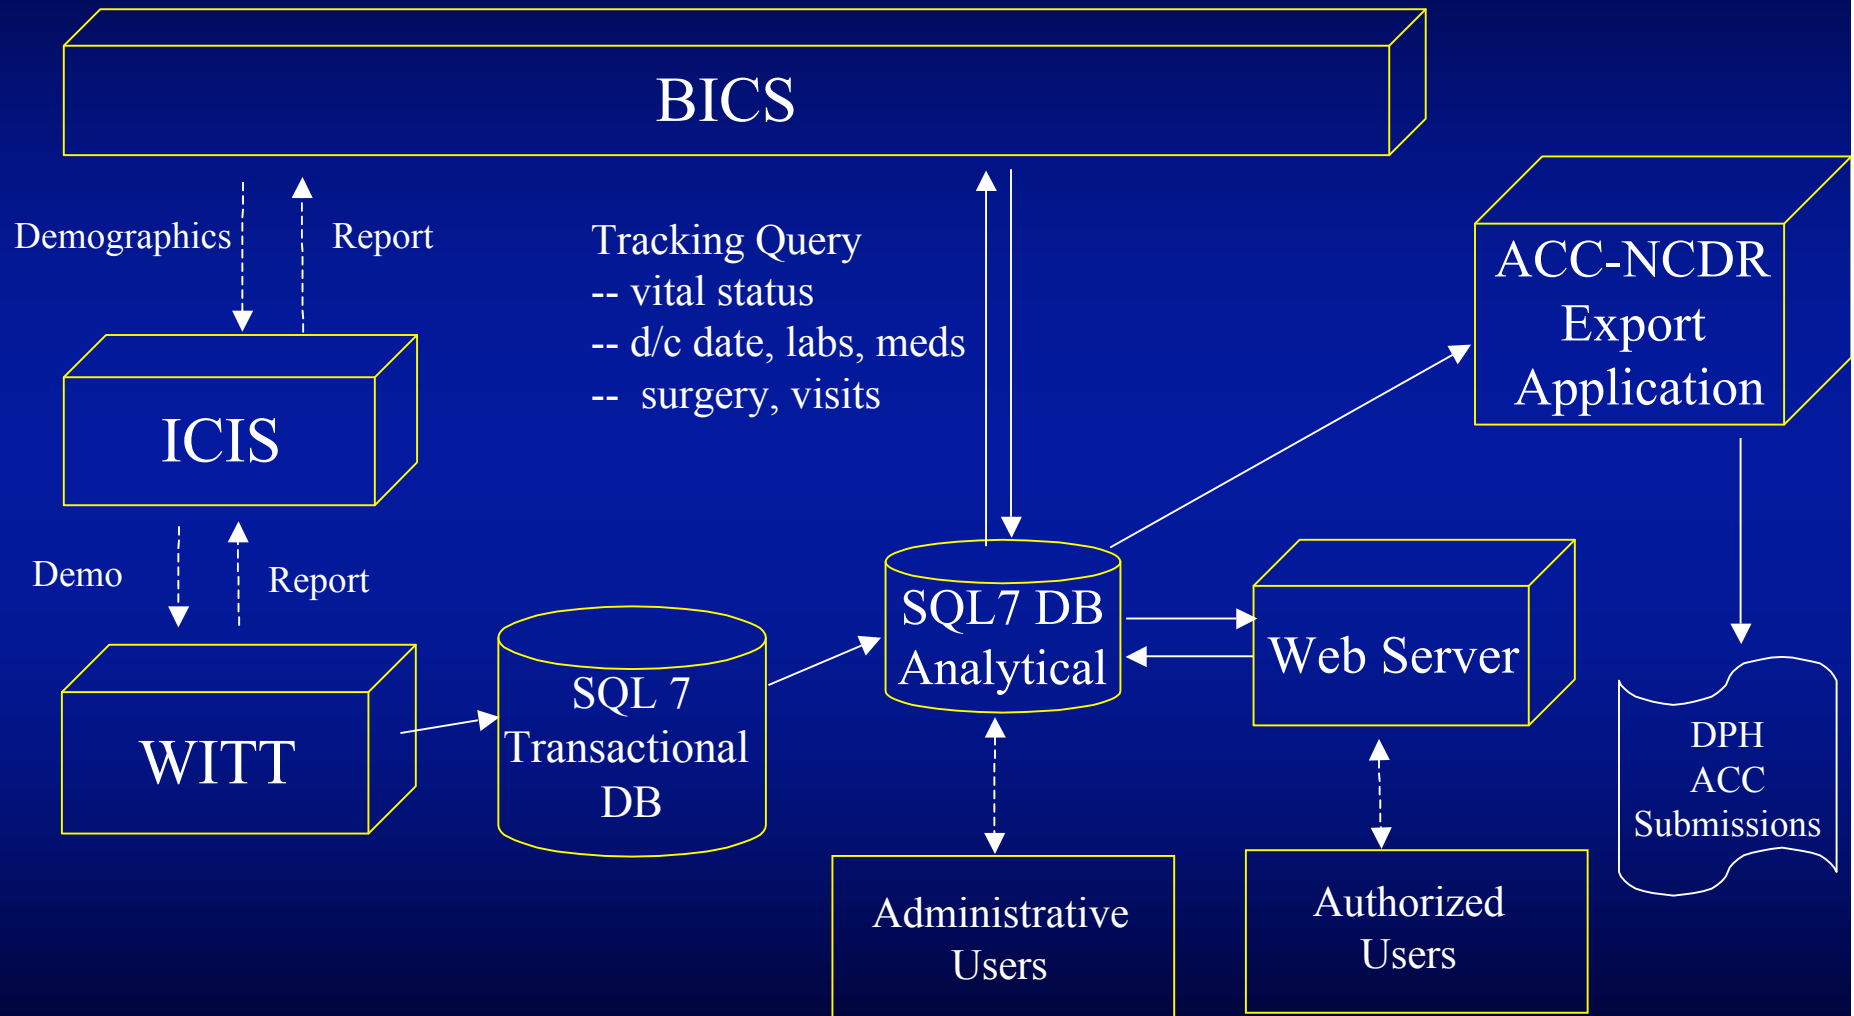 BICS
Demographics
Report
Tracking Query
-- vital status
-- d/c date, labs, meds
-- surgery, visits
ACC-NCDR
Export
Application
ICIS
Demo
Report
WITT
SQL 7
Transactional
DB
SQL7 DB
Analytical
Web Server
DPH
ACC
Submissions
Administrative
Users
Authorized
Users